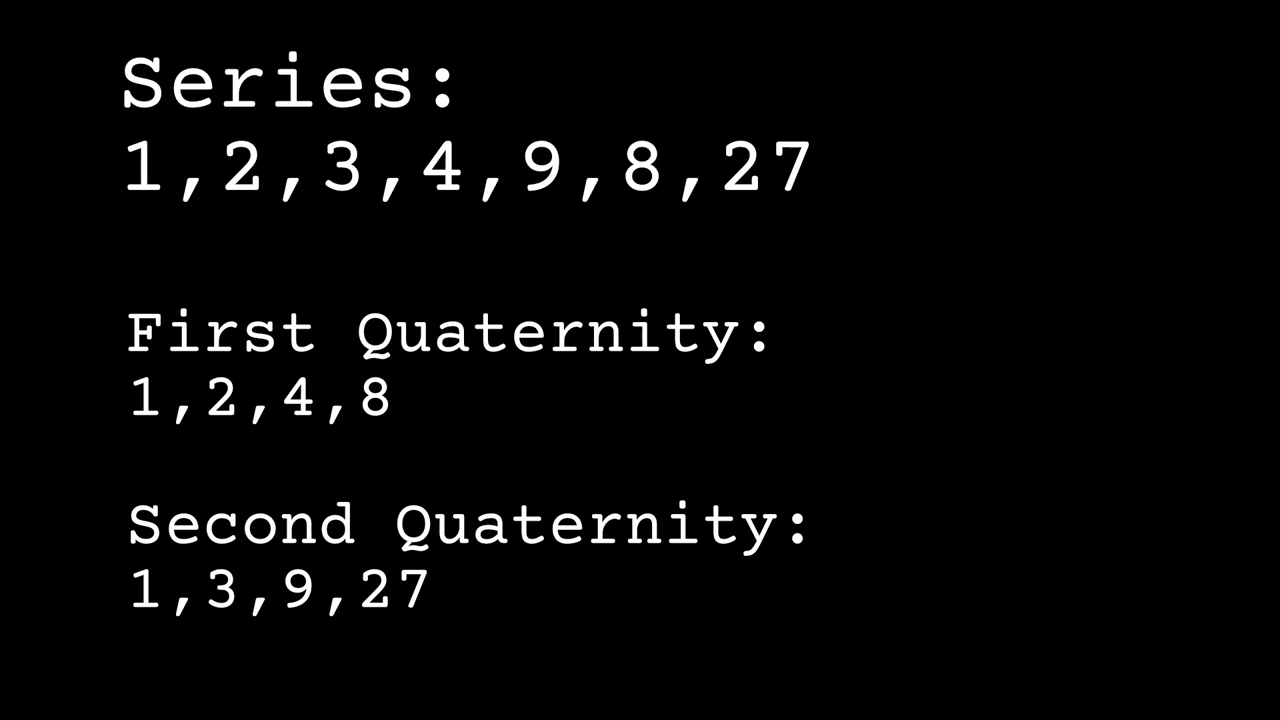 Series:
1,2,3,4,9,8,27
First Quaternity:
1,2,4,8
Second Quaternity:
1,3,9,27